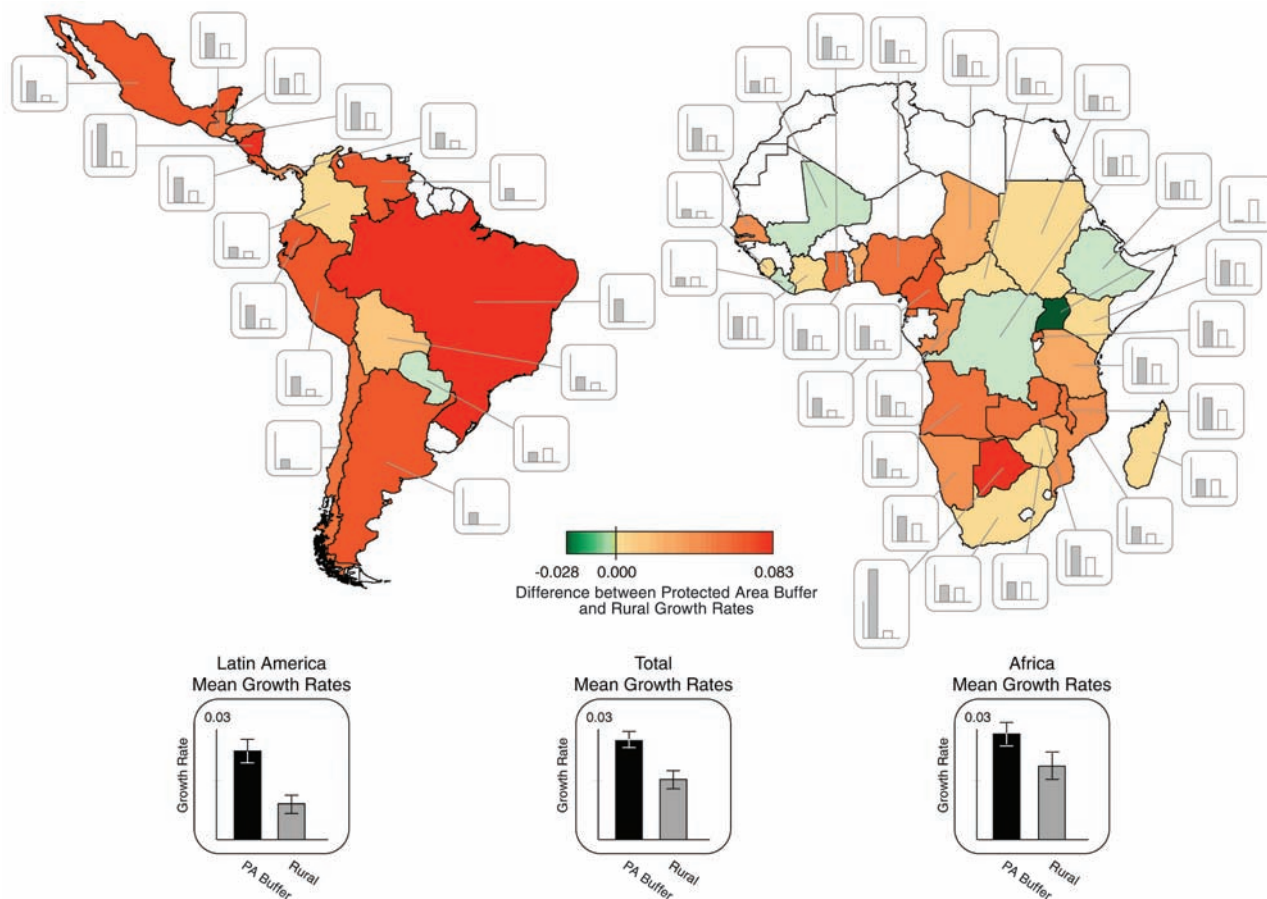 -0.028 0.000 0.083
Difference between Protected Area Buffer
and Rural Growth Rates
Latin America
Mean Growth Rates
0.03
Growth Rate
PA Buffer
Rural
Total
Mean Growth Rates
0.03
Growth Rate
PA Buffer
Rural
Africa
Mean Growth Rates
0.03
Growth Rate
PA Buffer
Rural